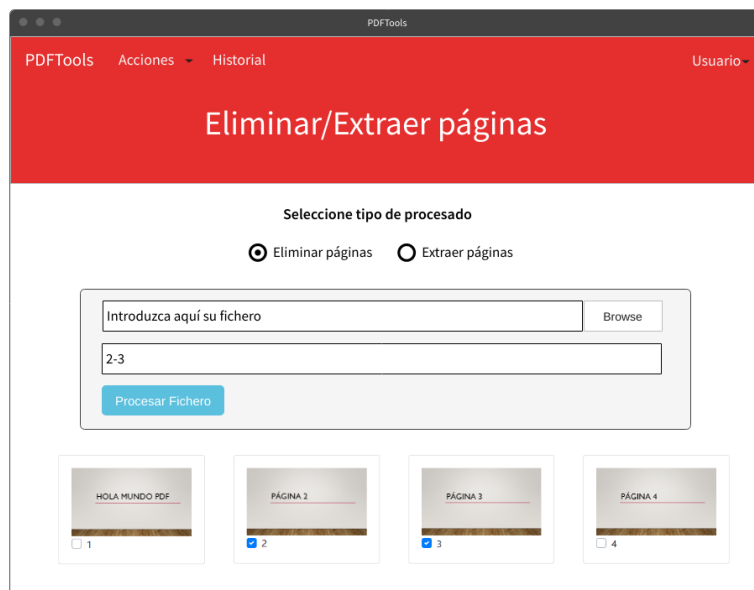 PDFTools
PDFTools Acciones Historial Usuario
Eliminar/Extraer páginas
Seleccione tipo de procesado
Eliminar páginas Extraer páginas
Introduzca aquí su fichero Browse
2-3
Procesar Fichero
HOLA MUNDO PDF PÁGINA 2 PÁGINA 3 PÁGINA 4
1 2 3 4